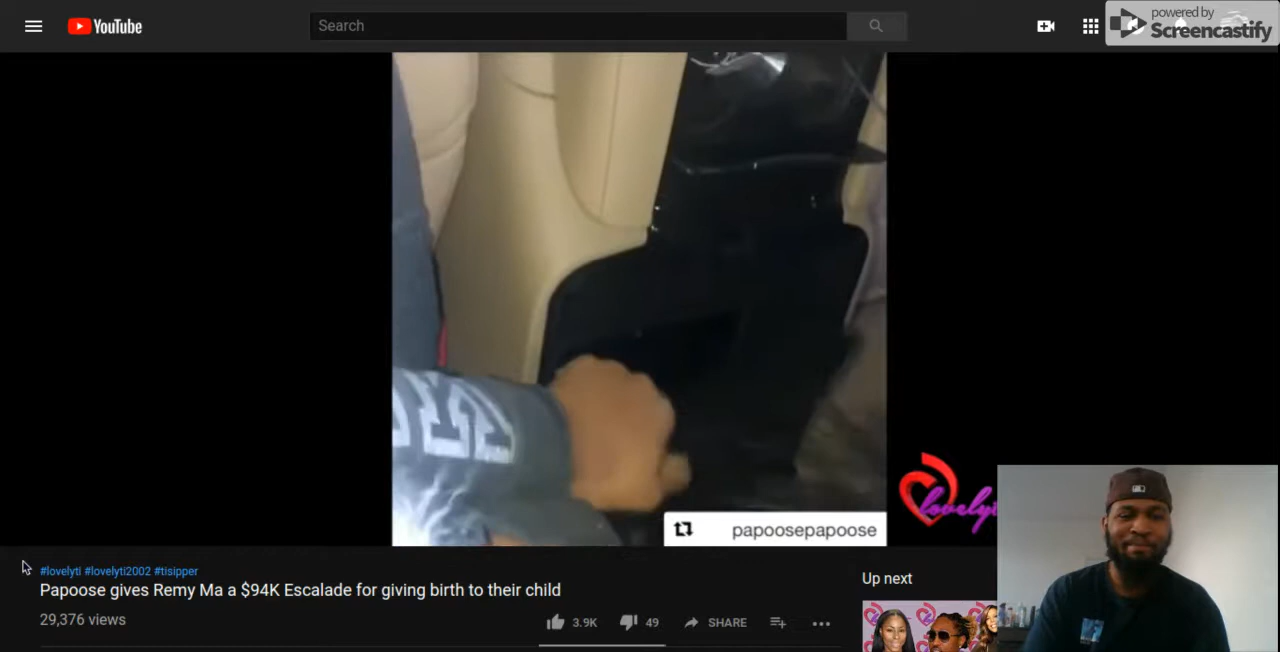 YouTube
Search
powered by
Screencastify
papoosepapoose
#lovelyti #lovelyti2002 #tisipper
Papoose gives Remy Ma a $94K Escalade for giving birth to their child
29,376 views
3.9K
49
SHARE
Up next